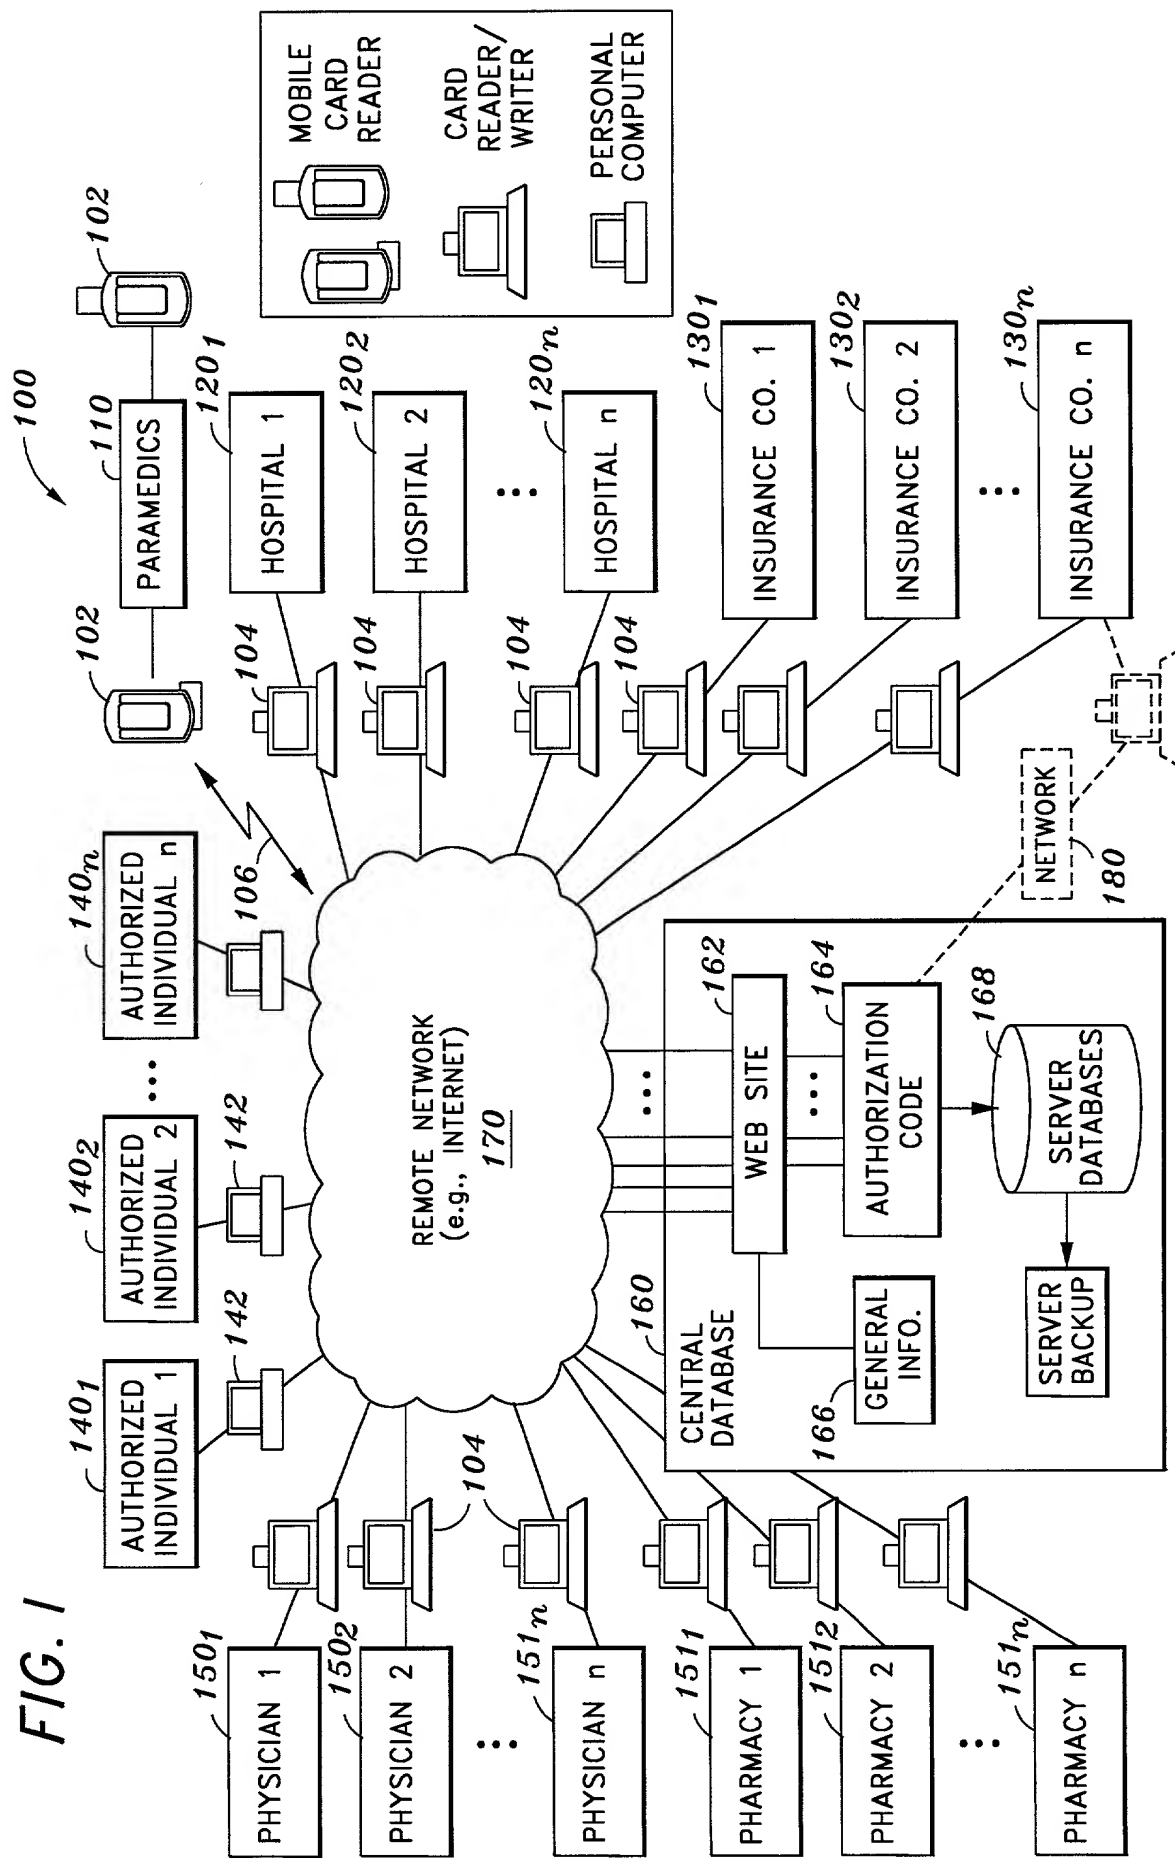 FIG. 1
100
102
110
PARAMEDICS
102
106
140₁
AUTHORIZED
INDIVIDUAL 1
142
140₂
AUTHORIZED
INDIVIDUAL 2
142
•••
140ₙ
AUTHORIZED
INDIVIDUAL n
150₁
PHYSICIAN 1
150₂
PHYSICIAN 2
•••
151ₙ
PHYSICIAN n
104
151₁
PHARMACY 1
151₂
PHARMACY 2
•••
151ₙ
PHARMACY n
REMOTE NETWORK
(e.g., INTERNET)
170
104
120₁
HOSPITAL 1
104
120₂
HOSPITAL 2
•••
104
120ₙ
HOSPITAL n
104
130₁
INSURANCE CO. 1
130₂
INSURANCE CO. 2
•••
130ₙ
INSURANCE CO. n
160
CENTRAL
DATABASE
•••
162
WEB SITE
•••
166
GENERAL
INFO.
164
AUTHORIZATION
CODE
168
SERVER
DATABASES
SERVER
BACKUP
NETWORK
180
MOBILE
CARD
READER
CARD
READER/
WRITER
PERSONAL
COMPUTER